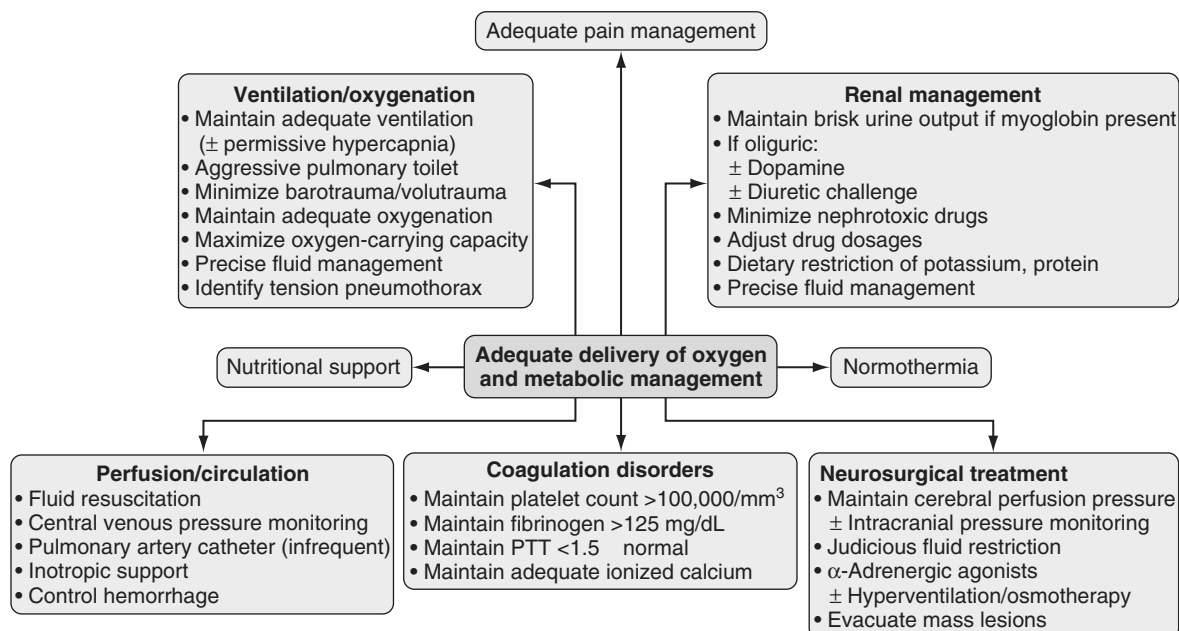 Adequate pain management
Ventilation/oxygenation
• Maintain adequate ventilation
(± permissive hypercapnia)
• Aggressive pulmonary toilet
• Minimize barotrauma/volutrauma
• Maintain adequate oxygenation
• Maximize oxygen-carrying capacity
• Precise fluid management
• Identify tension pneumothorax
Renal management
• Maintain brisk urine output if myoglobin present
• If oliguric:
± Dopamine
± Diuretic challenge
• Minimize nephrotoxic drugs
• Adjust drug dosages
• Dietary restriction of potassium, protein
• Precise fluid management
Nutritional support
Adequate delivery of oxygen
and metabolic management
Normothermia
Perfusion/circulation
• Fluid resuscitation
• Central venous pressure monitoring
• Pulmonary artery catheter (infrequent)
• Inotropic support
• Control hemorrhage
Coagulation disorders
• Maintain platelet count >100,000/mm³
• Maintain fibrinogen >125 mg/dL
• Maintain PTT <1.5 normal
• Maintain adequate ionized calcium
Neurosurgical treatment
• Maintain cerebral perfusion pressure
± Intracranial pressure monitoring
• Judicious fluid restriction
• α-Adrenergic agonists
± Hyperventilation/osmotherapy
• Evacuate mass lesions